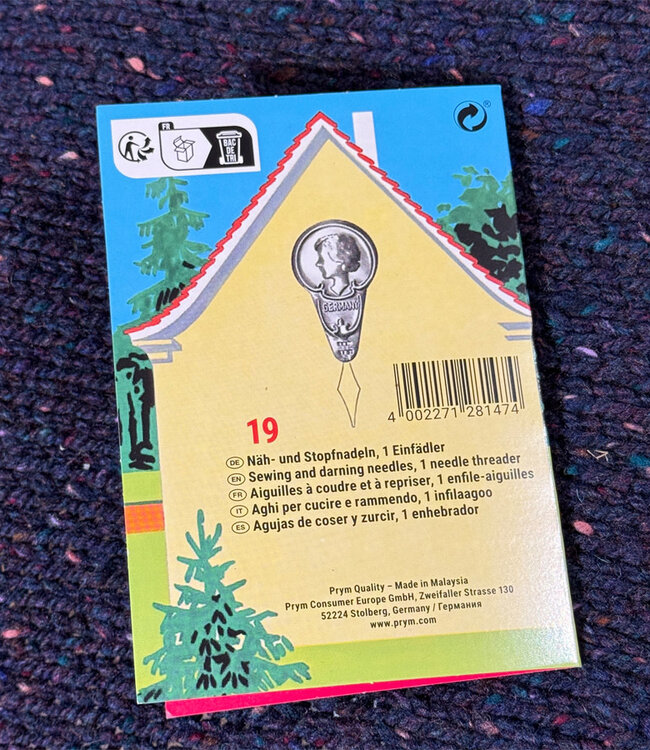 FR
BAC
DE
TRI
®
GERMANY
4 002271 281474
19
DE Näh- und Stopfnadeln, 1 Einfädler
EN Sewing and darning needles, 1 needle threader
FR Aiguilles à coudre et à repriser, 1 enfile-aiguilles
IT Aghi per cucire e rammendo, 1 infilaagoo
ES Agujas de coser y zurcir, 1 enhebrador
Prym Quality – Made in Malaysia
Prym Consumer Europe GmbH, Zweifaller Strasse 130
52224 Stolberg, Germany / Германия
www.prym.com